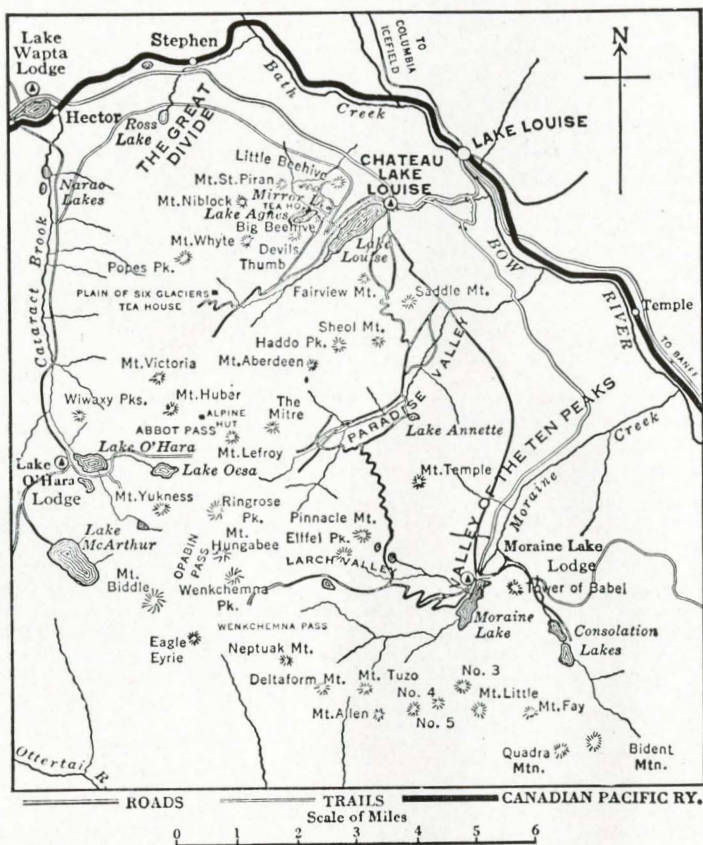 Lake
Wapta
Lodge
Stephen
TO
COLUMBIA
ICEFIELD
N
Bath
Creek
Hector
Ross
Lake
THE GREAT
DIVIDE
LAKE LOUISE
CHATEAU
LAKE
LOUISE
Little Beehive
Mt.St.Piran
Mirror L.
TEA HO
Narao
Lakes
Mt.Niblock
Lake Agnes
Big Beehive
Mt.Whyte
Devils
Thumb
Lake
Louise
Popes Pk.
BOW
RIVER
Cataract Brook
PLAIN OF SIX GLACIERS
TEA HOUSE
Fairview Mt.
Saddle Mt.
Temple
TO BANFF
Sheol Mt.
Haddo Pk.
Mt.Victoria
Mt.Aberdeen
PARADISE VALLEY
Wiwaxy Pks.
Mt.Huber
ALPINE
HUT
ABBOT PASS
The
Mitre
Mt.Lefroy
Lake Annette
Lake O'Hara
Lake
O'Hara
Lodge
Lake Oesa
Mt.Temple
VALLEY OF THE TEN PEAKS
Moraine Creek
Mt.Yukness
Ringrose
Pk.
Lake
McArthur
OPABIN
PASS
Mt.
Hungabee
Pinnacle Mt.
Eiffel Pk.
LARCH VALLEY
Moraine Lake
Lodge
Mt.
Biddle
Wenkchemna
Pk.
Tower of Babel
WENKCHEMNA PASS
Moraine
Lake
Consolation
Lakes
Eagle
Eyrie
Neptuak Mt.
Deltaform Mt.
Mt. Tuzo
No. 3
No. 4
Mt.Little
Mt.Allen
No. 5
Mt.Fay
Quadra
Mtn.
Bident
Mtn.
Ottertail R.
ROADS TRAILS CANADIAN PACIFIC RY.
Scale of Miles
0 1 2 3 4 5 6